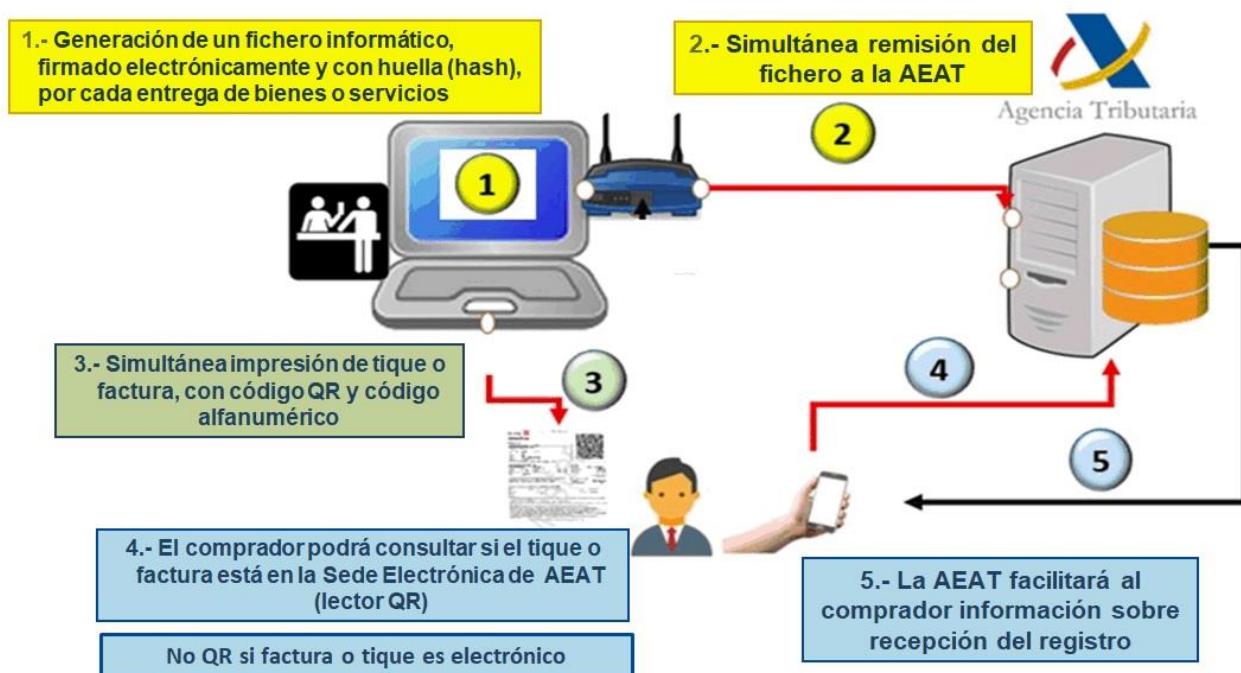 1.- Generación de un fichero informático,
firmado electrónicamente y con huella (hash),
por cada entrega de bienes o servicios
2.- Simultánea remisión del
fichero a la AEAT
Agencia Tributaria
1
2
3.- Simultánea impresión de tique o
factura, con código QR y código
alfanumérico
3
4
5
4.- El comprador podrá consultar si el tique o
factura está en la Sede Electrónica de AEAT
(lector QR)
No QR si factura o tique es electrónico
5.- La AEAT facilitará al
comprador información sobre
recepción del registro